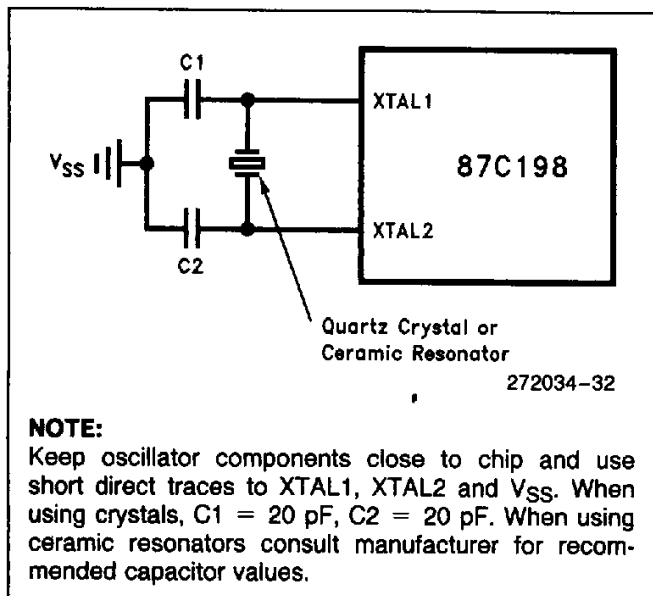 C1
XTAL1
VSS
87C198
XTAL2
C2
Quartz Crystal or
Ceramic Resonator
272034-32
NOTE:
Keep oscillator components close to chip and use
short direct traces to XTAL1, XTAL2 and VSS. When
using crystals, C1 = 20 pF, C2 = 20 pF. When using
ceramic resonators consult manufacturer for recom-
mended capacitor values.